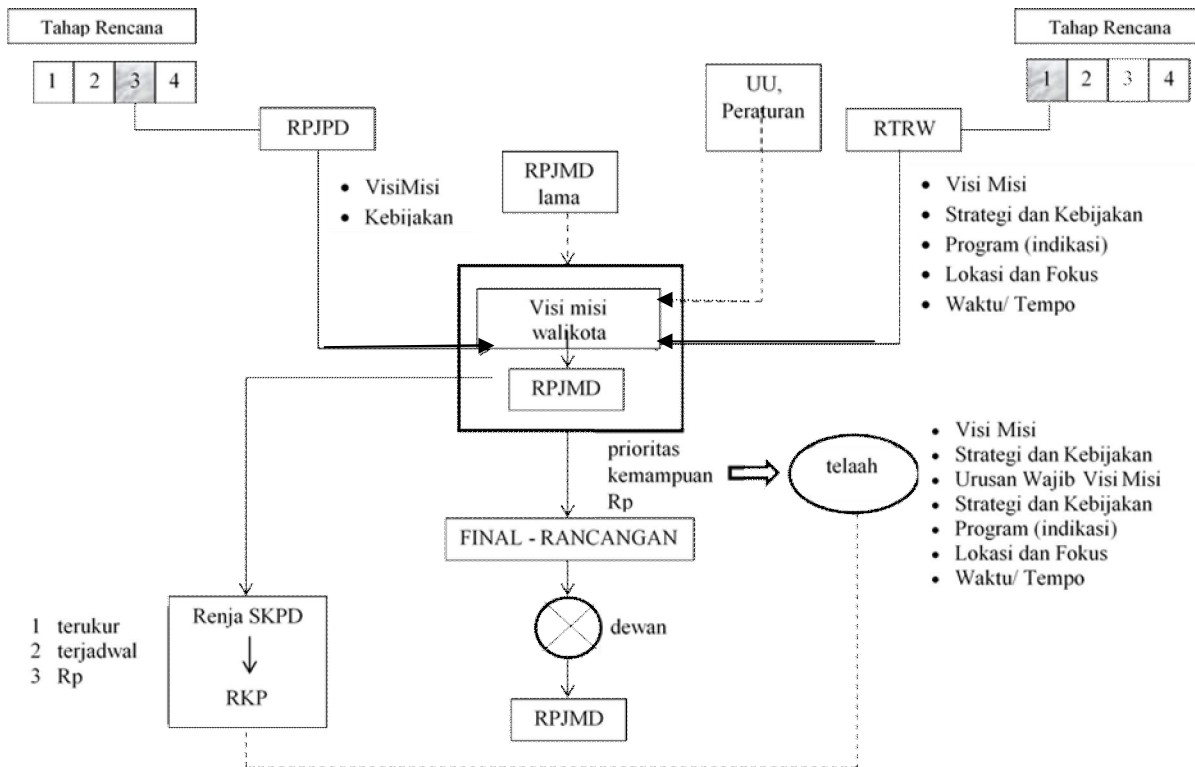 Tahap Rencana
1 2 3 4
RPJPD
• VisiMisi
• Kebijakan
RPJMD
lama
UU,
Peraturan
Tahap Rencana
1 2 3 4
RTRW
• Visi Misi
• Strategi dan Kebijakan
• Program (indikasi)
• Lokasi dan Fokus
• Waktu/ Tempo
Visi misi
walikota
RPJMD
prioritas
kemampuan
Rp
telaah
• Visi Misi
• Strategi dan Kebijakan
• Urusan Wajib Visi Misi
• Strategi dan Kebijakan
• Program (indikasi)
• Lokasi dan Fokus
• Waktu/ Tempo
FINAL - RANCANGAN
dewan
RPJMD
1 terukur
2 terjadwal
3 Rp
Renja SKPD
RKP